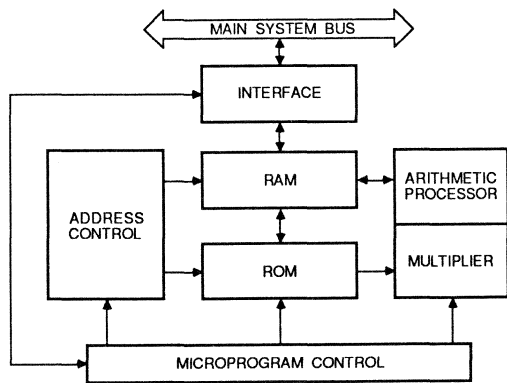 MAIN SYSTEM BUS
INTERFACE
RAM
ARITHMETIC
PROCESSOR
ADDRESS
CONTROL
ROM
MULTIPLIER
MICROPROGRAM CONTROL